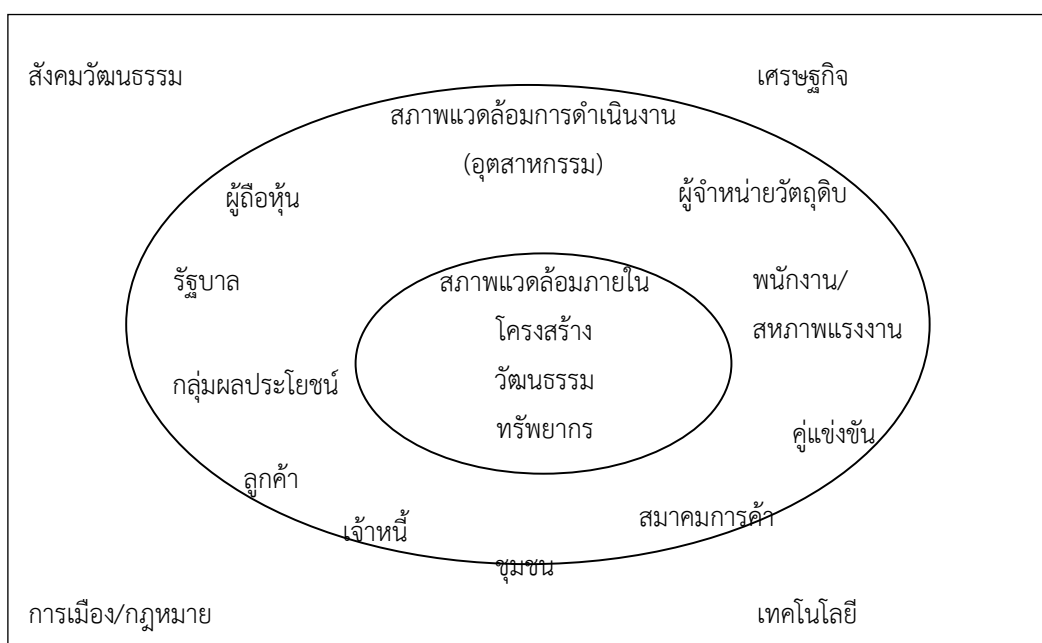 สังคมวัฒนธรรม
เศรษฐกิจ
สภาพแวดล้อมการดำเนินงาน
(อุตสาหกรรม)
ผู้ถือหุ้น
ผู้จำหน่ายวัตถุดิบ
รัฐบาล
สภาพแวดล้อมภายใน
พนักงาน/
โครงสร้าง
สหภาพแรงงาน
วัฒนธรรม
กลุ่มผลประโยชน์
ทรัพยากร
คู่แข่งขัน
ลูกค้า
สมาคมการค้า
เจ้าหนี้
ชุมชน
การเมือง/กฎหมาย
เทคโนโลยี